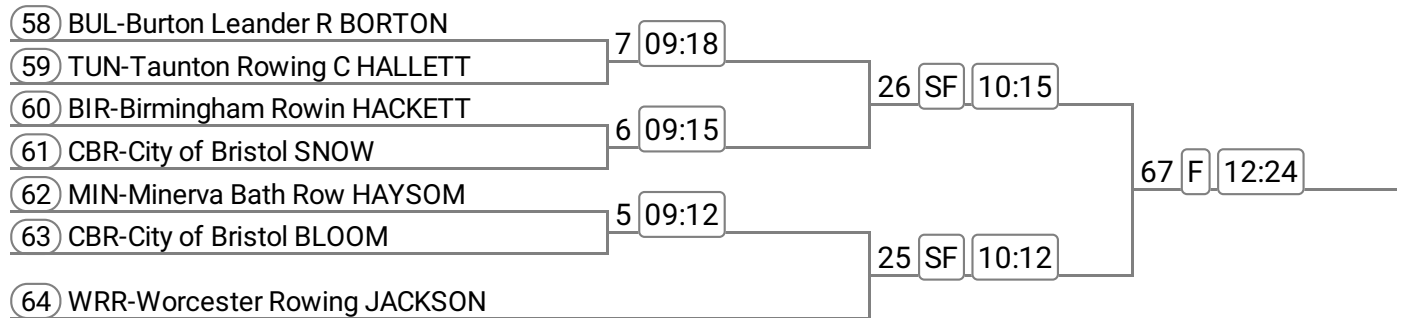 58 BUL-Burton Leander R BORTON
7 09:18
59 TUN-Taunton Rowing C HALLETT
26 SF 10:15
60 BIR-Birmingham Rowin HACKETT
6 09:15
61 CBR-City of Bristol SNOW
67 F 12:24
62 MIN-Minerva Bath Row HAYSOM
5 09:12
63 CBR-City of Bristol BLOOM
25 SF 10:12
64 WRR-Worcester Rowing JACKSON